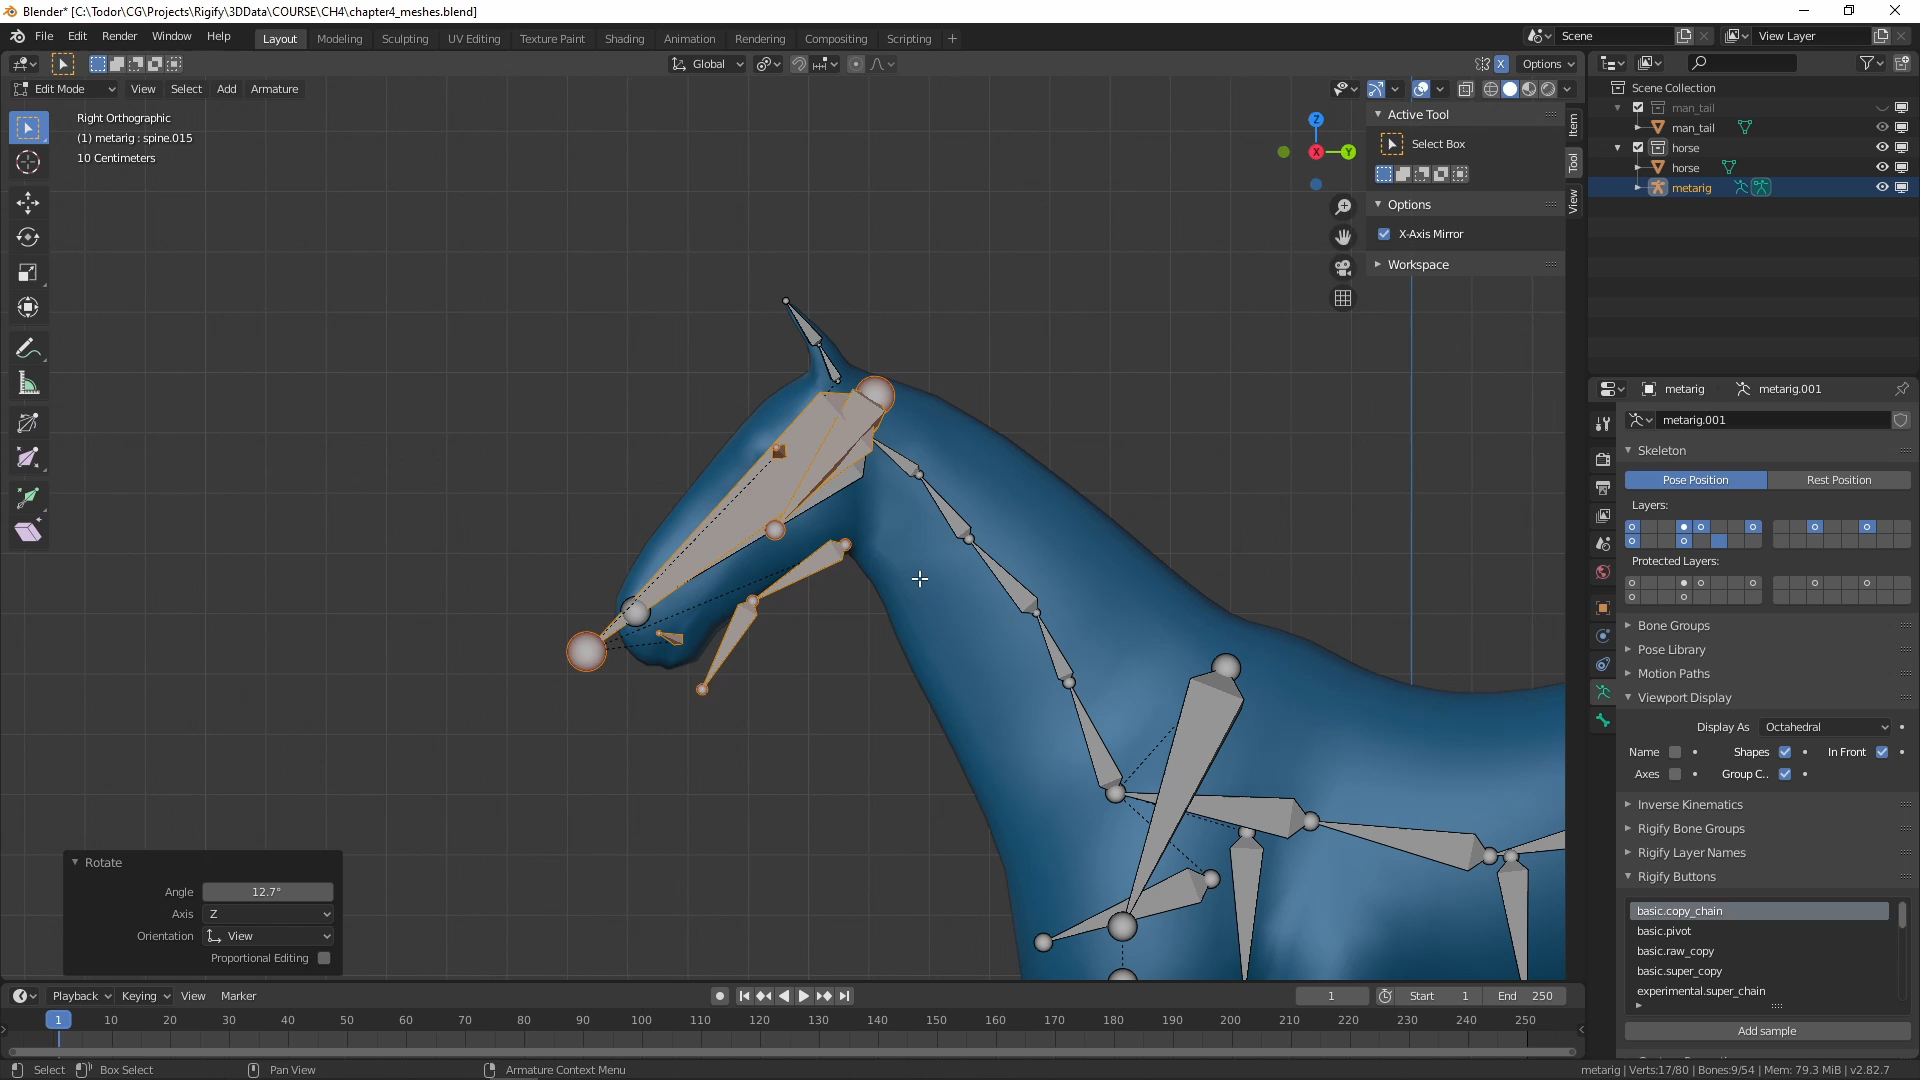 Blender* [C:\Todor\CG\Projects\Rigify\3DData\COURSE\CH4\chapter4_meshes.blend]
File Edit Render Window Help Layout Modeling Sculpting UV Editing Texture Paint Shading Animation Rendering Compositing Scripting + Scene View Layer
Global X Options
Edit Mode View Select Add Armature
Right Orthographic
(1) metarig : spine.015
10 Centimeters
Z
X
Y
Active Tool
Select Box
Options
X-Axis Mirror
Workspace
Item
Tool
View
Scene Collection
man_tail
man_tail
horse
horse
metarig
metarig metarig.001
metarig.001
Skeleton
Pose Position Rest Position
Layers:
Protected Layers:
Bone Groups
Pose Library
Motion Paths
Viewport Display
Display As Octahedral
Name Shapes In Front
Axes Group C..
Inverse Kinematics
Rigify Bone Groups
Rigify Layer Names
Rigify Buttons
basic.copy_chain
basic.pivot
basic.raw_copy
basic.super_copy
experimental.super_chain
Add sample
Rotate
Angle 12.7°
Axis Z
Orientation View
Proportional Editing
Playback Keying View Marker 1 Start 1 End 250
1 10 20 30 40 50 60 70 80 90 100 110 120 130 140 150 160 170 180 190 200 210 220 230 240 250
Select Box Select Pan View Armature Context Menu metarig | Verts:17/80 | Bones:9/54 | Mem: 79.3 MiB | v2.82.7